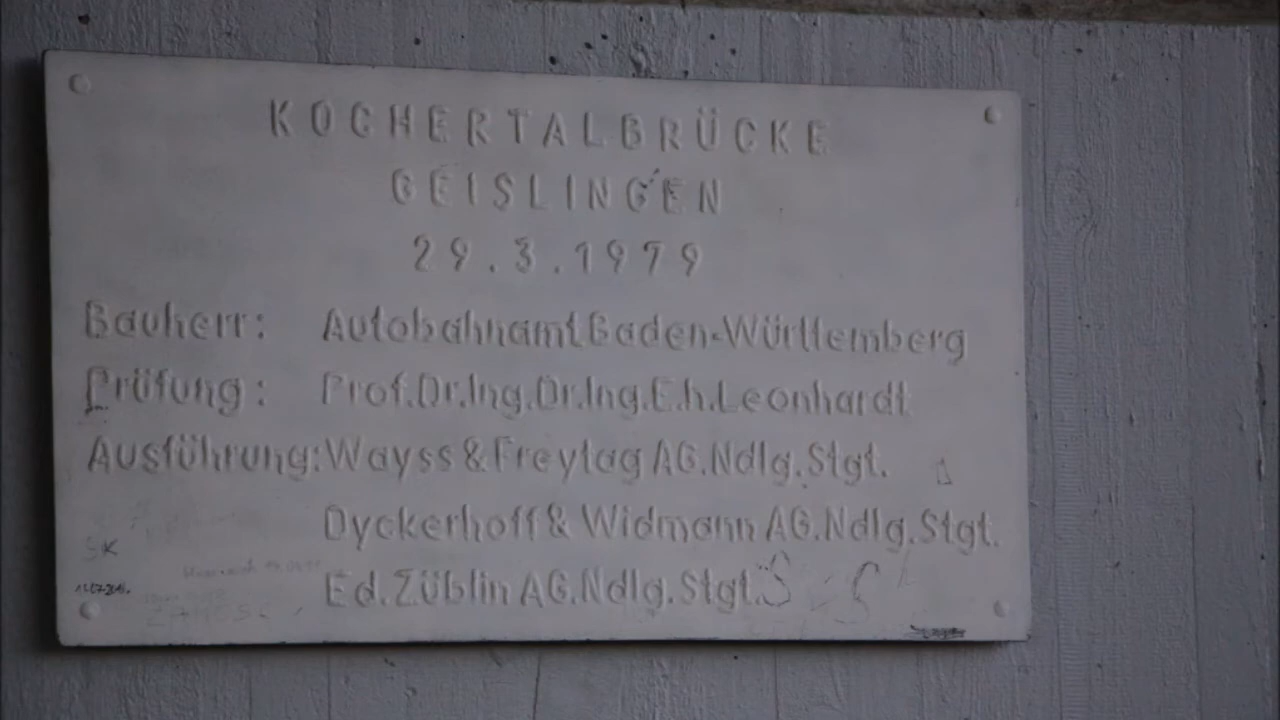 KOCHERTALBRÜCKE
GEISLINGEN
29.3.1979
Bauherr: Autobahnamt Baden-Württemberg
Prüfung: Prof.Dr.Ing.Dr.Ing.E.h.Leonhardt
Ausführung: Wayss & Freytag AG.Ndlg.Stgt.
Dyckerhoff & Widmann AG.Ndlg.Stgt.
SK
Ed.Züblin AG.Ndlg.Stgt.